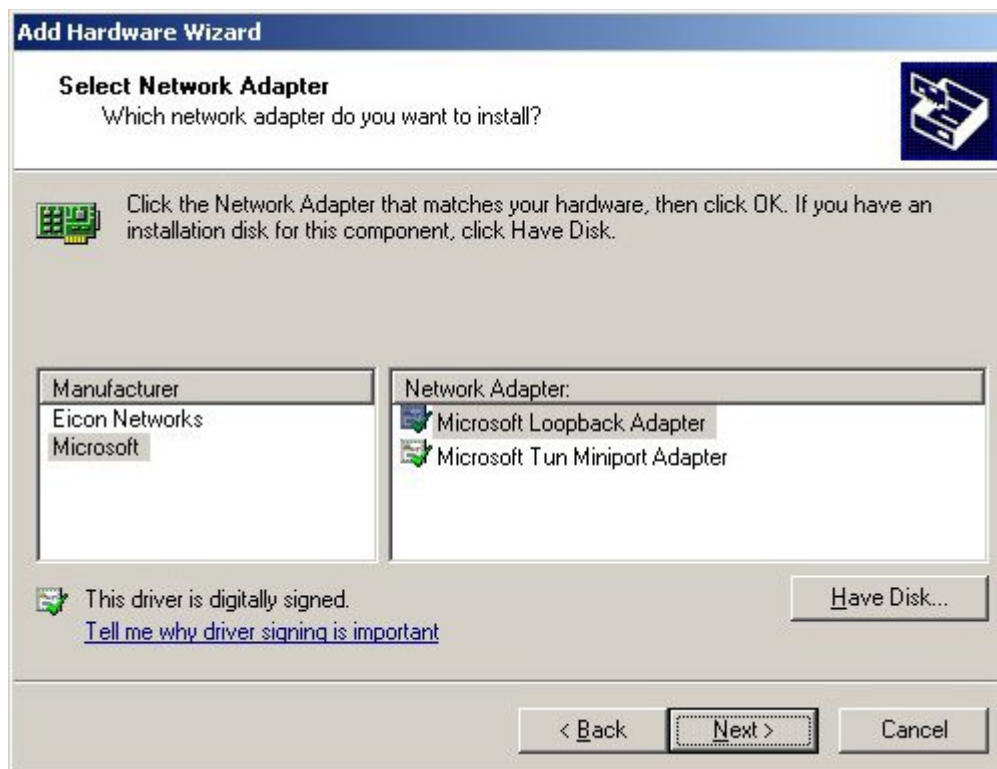 Add Hardware Wizard
Select Network Adapter
Which network adapter do you want to install?
Click the Network Adapter that matches your hardware, then click OK. If you have an
installation disk for this component, click Have Disk.
Manufacturer
Eicon Networks
Microsoft
Network Adapter:
Microsoft Loopback Adapter
Microsoft Tun Miniport Adapter
This driver is digitally signed.
Tell me why driver signing is important
Have Disk...
< Back
Next >
Cancel